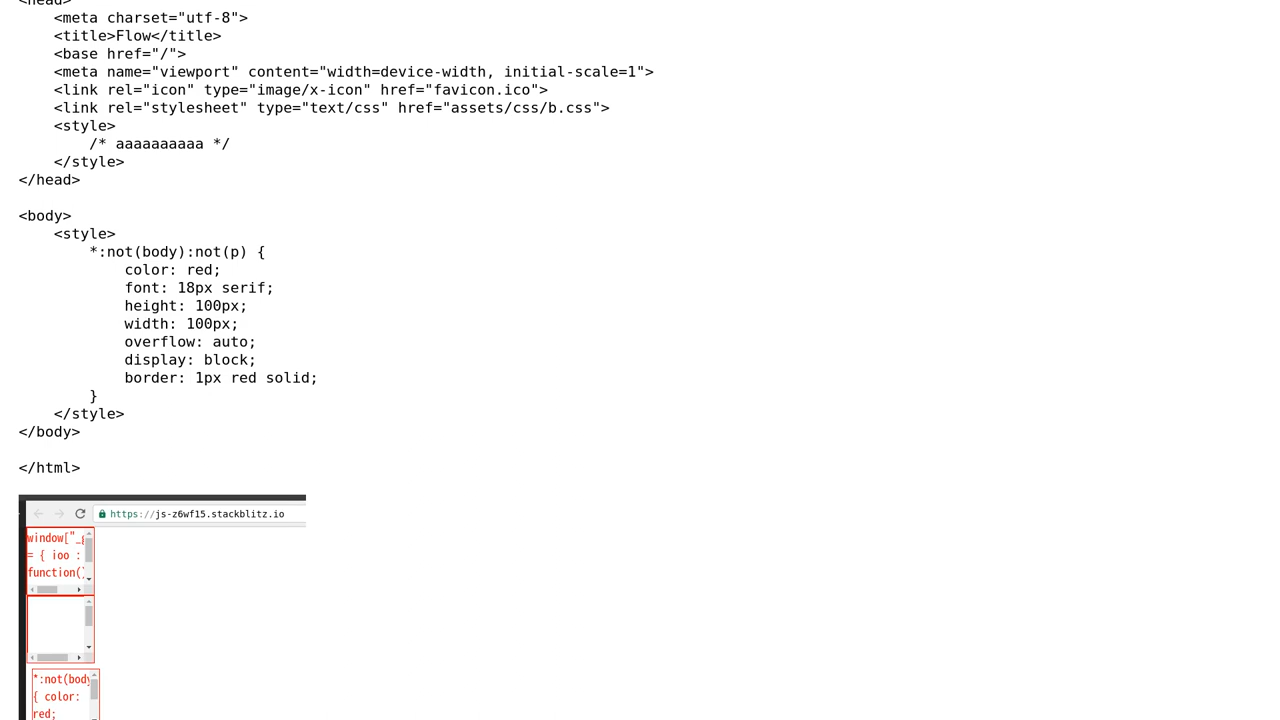 <head>
    <meta charset="utf-8">
    <title>Flow</title>
    <base href="/">
    <meta name="viewport" content="width=device-width, initial-scale=1">
    <link rel="icon" type="image/x-icon" href="favicon.ico">
    <link rel="stylesheet" type="text/css" href="assets/css/b.css">
    <style>
        /* aaaaaaaaaa */
    </style>
</head>

<body>
    <style>
        *:not(body):not(p) {
            color: red;
            font: 18px serif;
            height: 100px;
            width: 100px;
            overflow: auto;
            display: block;
            border: 1px red solid;
        }
    </style>
</body>

</html>

https://js-z6wf15.stackblitz.io
window["_g
= { ioo :
function()
*:not(body
{ color:
red;